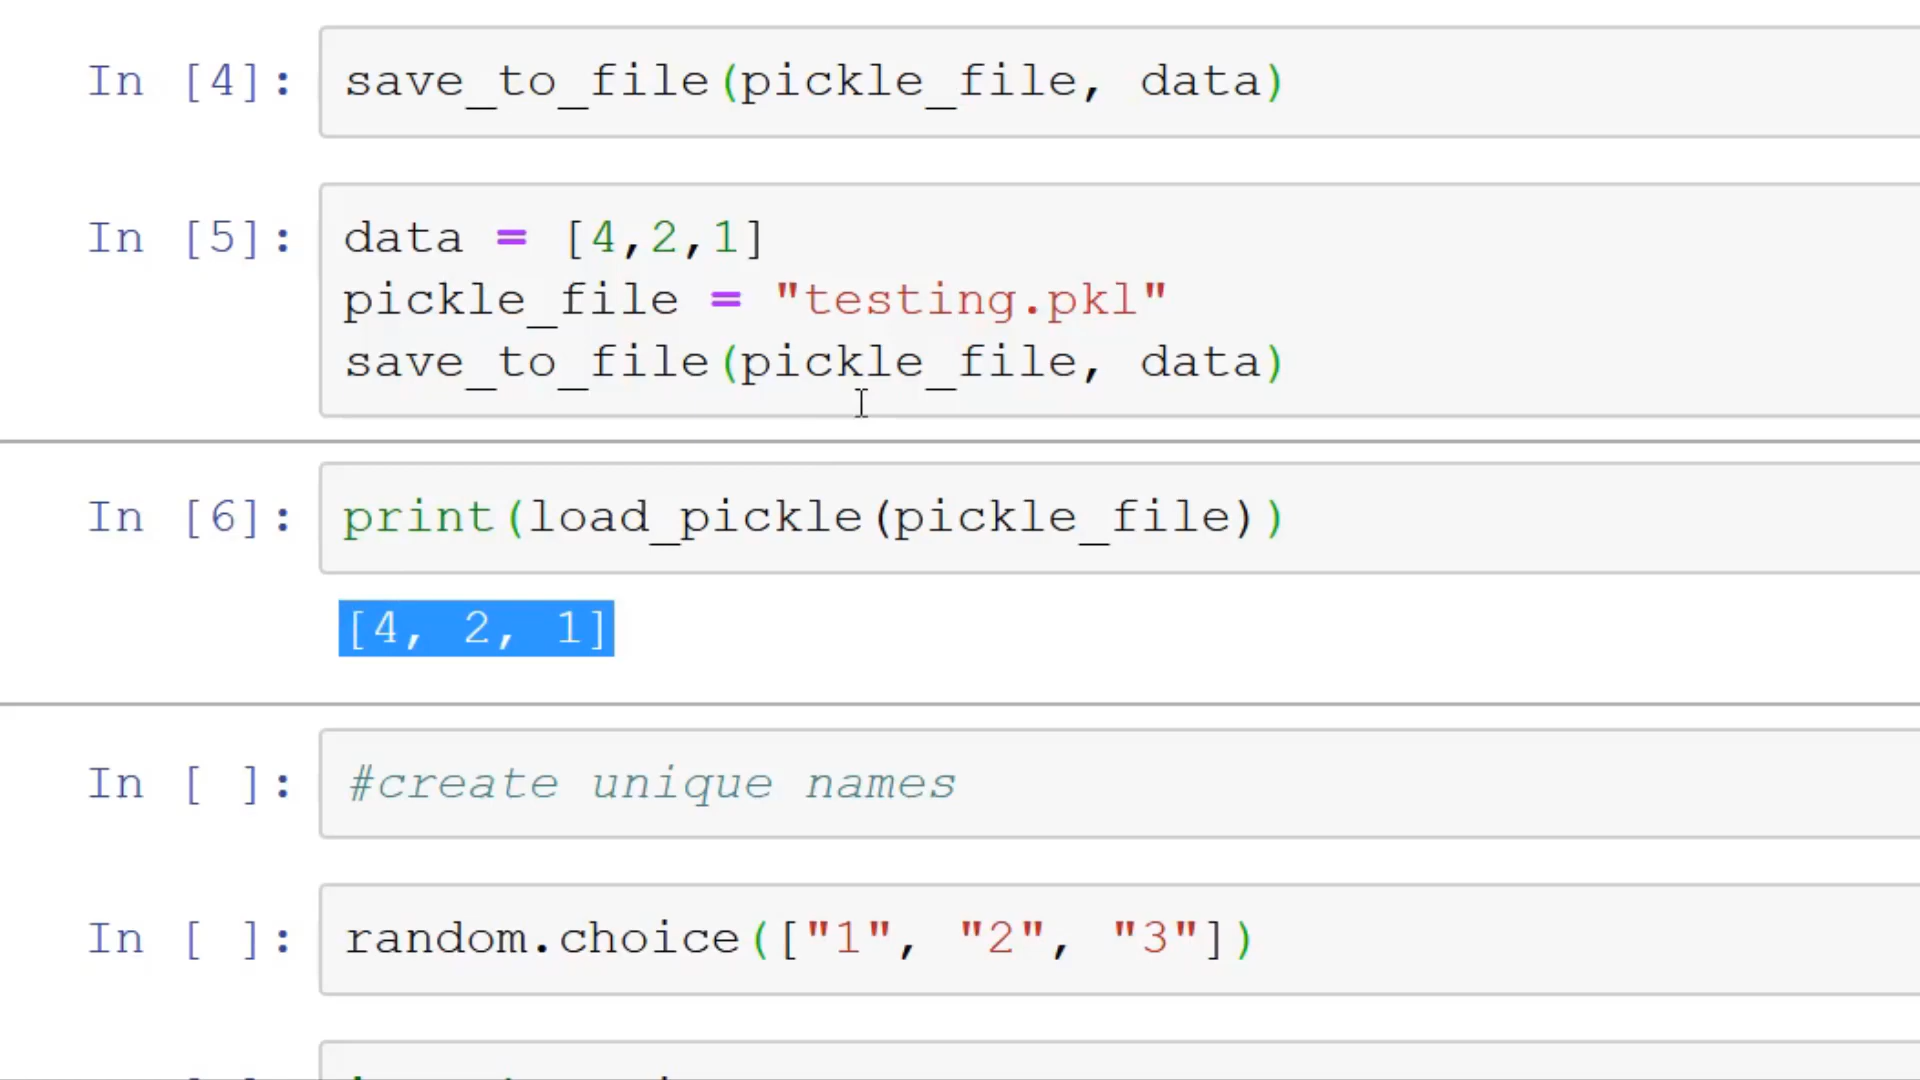 In [4]: save_to_file(pickle_file, data)
In [5]: data = [4,2,1]
pickle_file = "testing.pkl"
save_to_file(pickle_file, data)
In [6]: print(load_pickle(pickle_file))
[4, 2, 1]
In [ ]: #create unique names
In [ ]: random.choice(["1", "2", "3"])